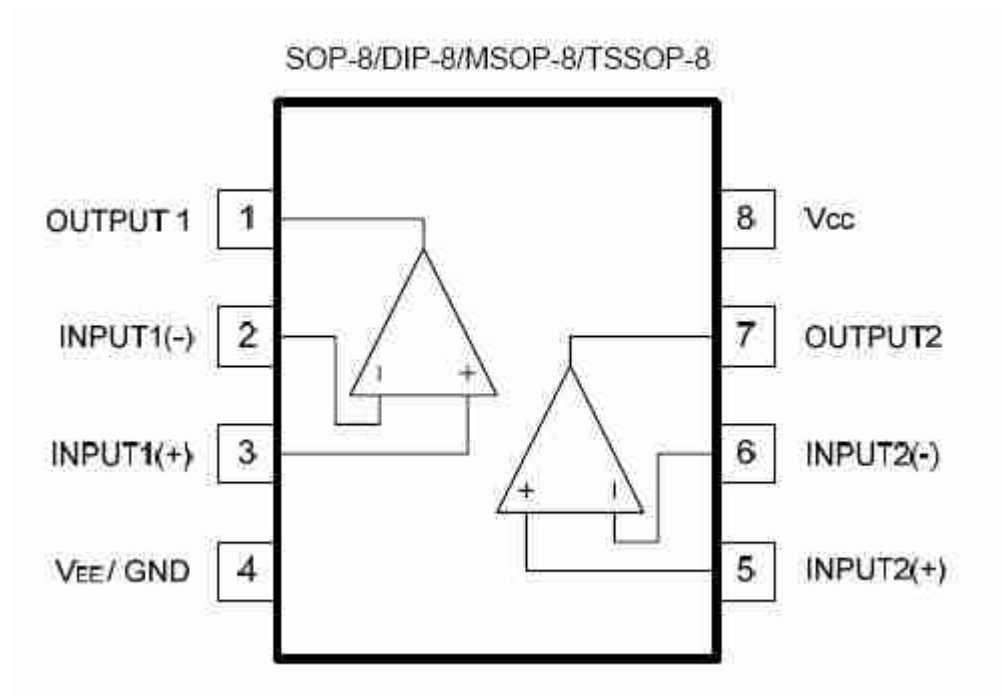 SOP-8/DIP-8/MSOP-8/TSSOP-8
OUTPUT 1 1 8 Vcc
INPUT1(-) 2 - + 7 OUTPUT2
INPUT1(+) 3 6 INPUT2(-)
+ -
VEE/ GND 4 5 INPUT2(+)